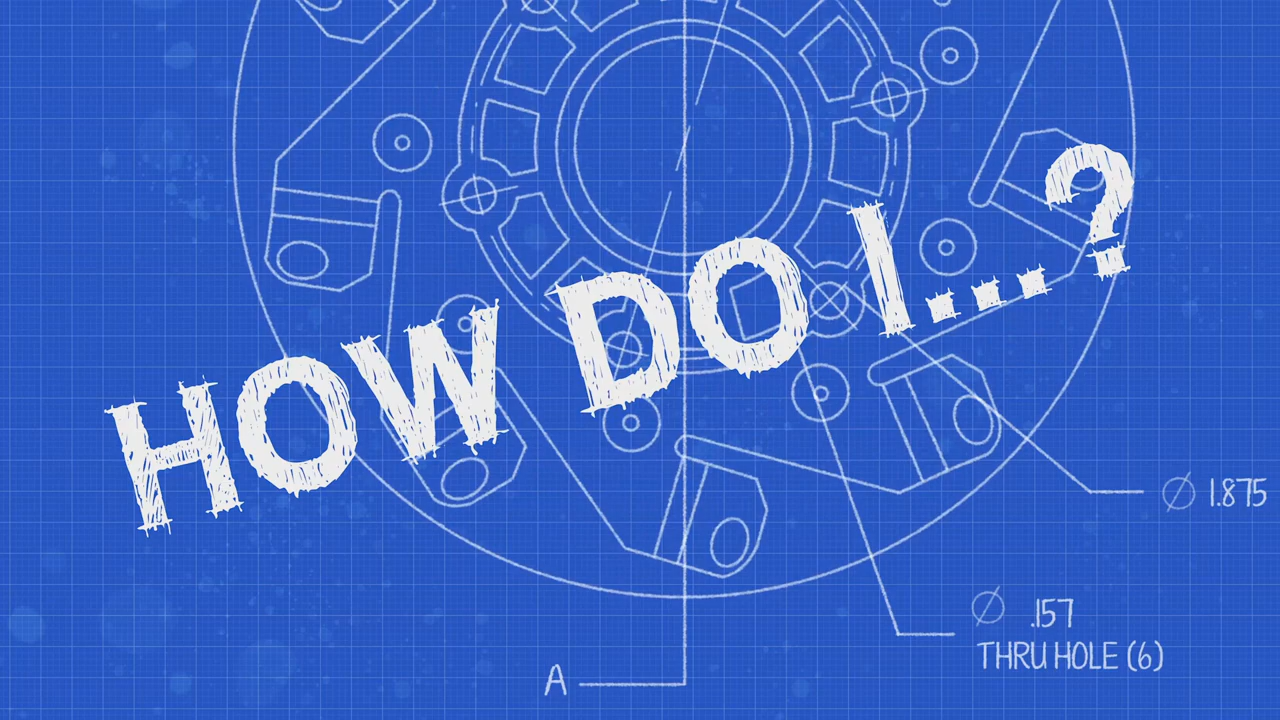 HOW DO I...?
Ø 1.875
Ø .157
THRU HOLE (6)
A